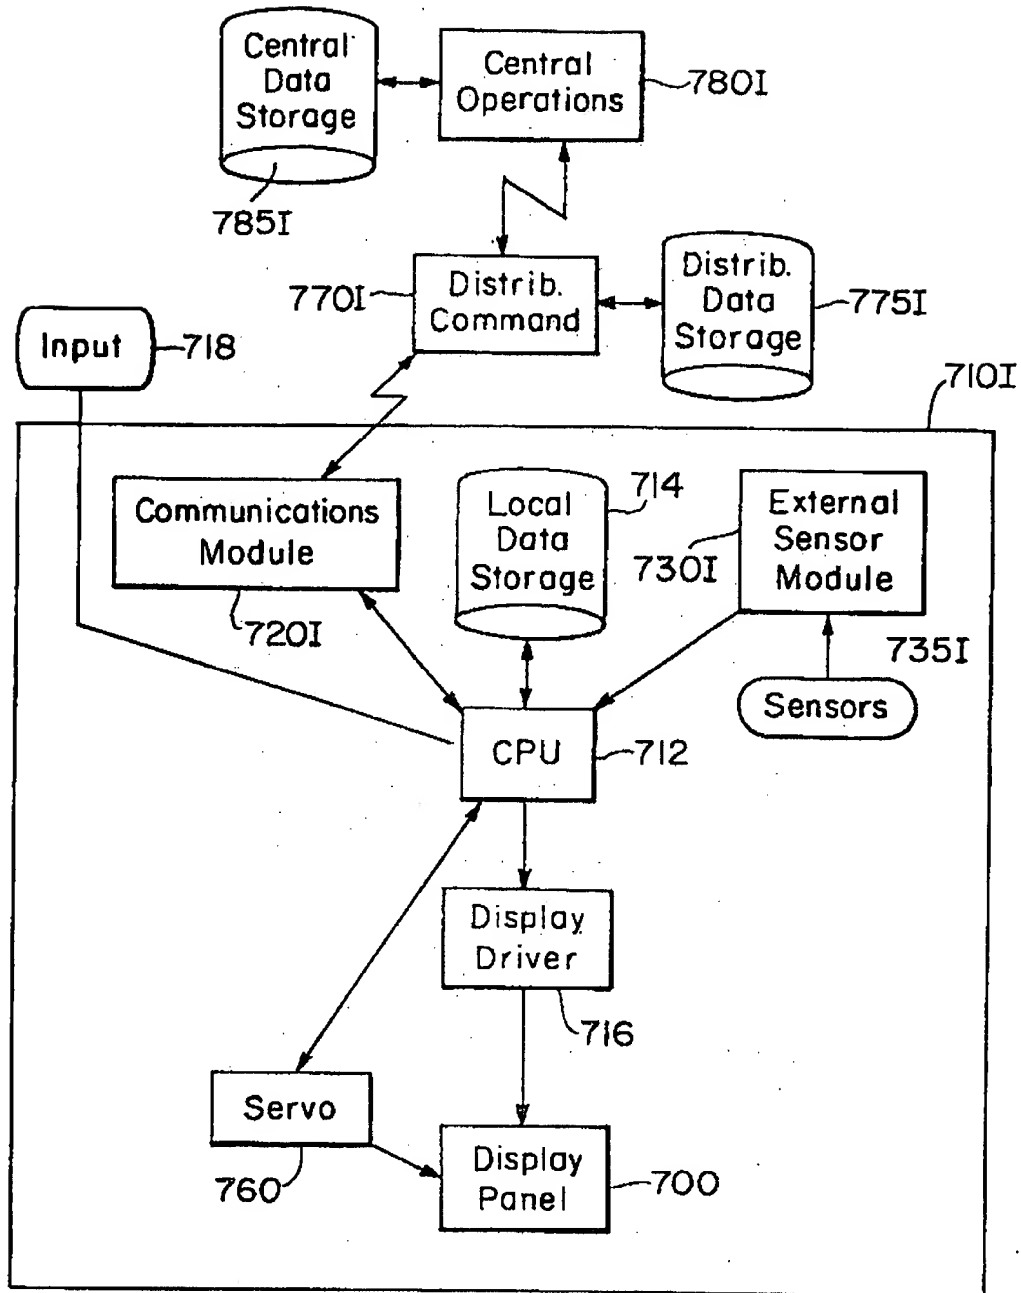 Central
Data
Storage
Central
Operations
780I
785I
770I
Distrib.
Command
Distrib.
Data
Storage
775I
Input
718
710I
Communications
Module
720I
Local
Data
Storage
714
External
Sensor
Module
730I
735I
Sensors
CPU
712
Display
Driver
716
Servo
760
Display
Panel
700